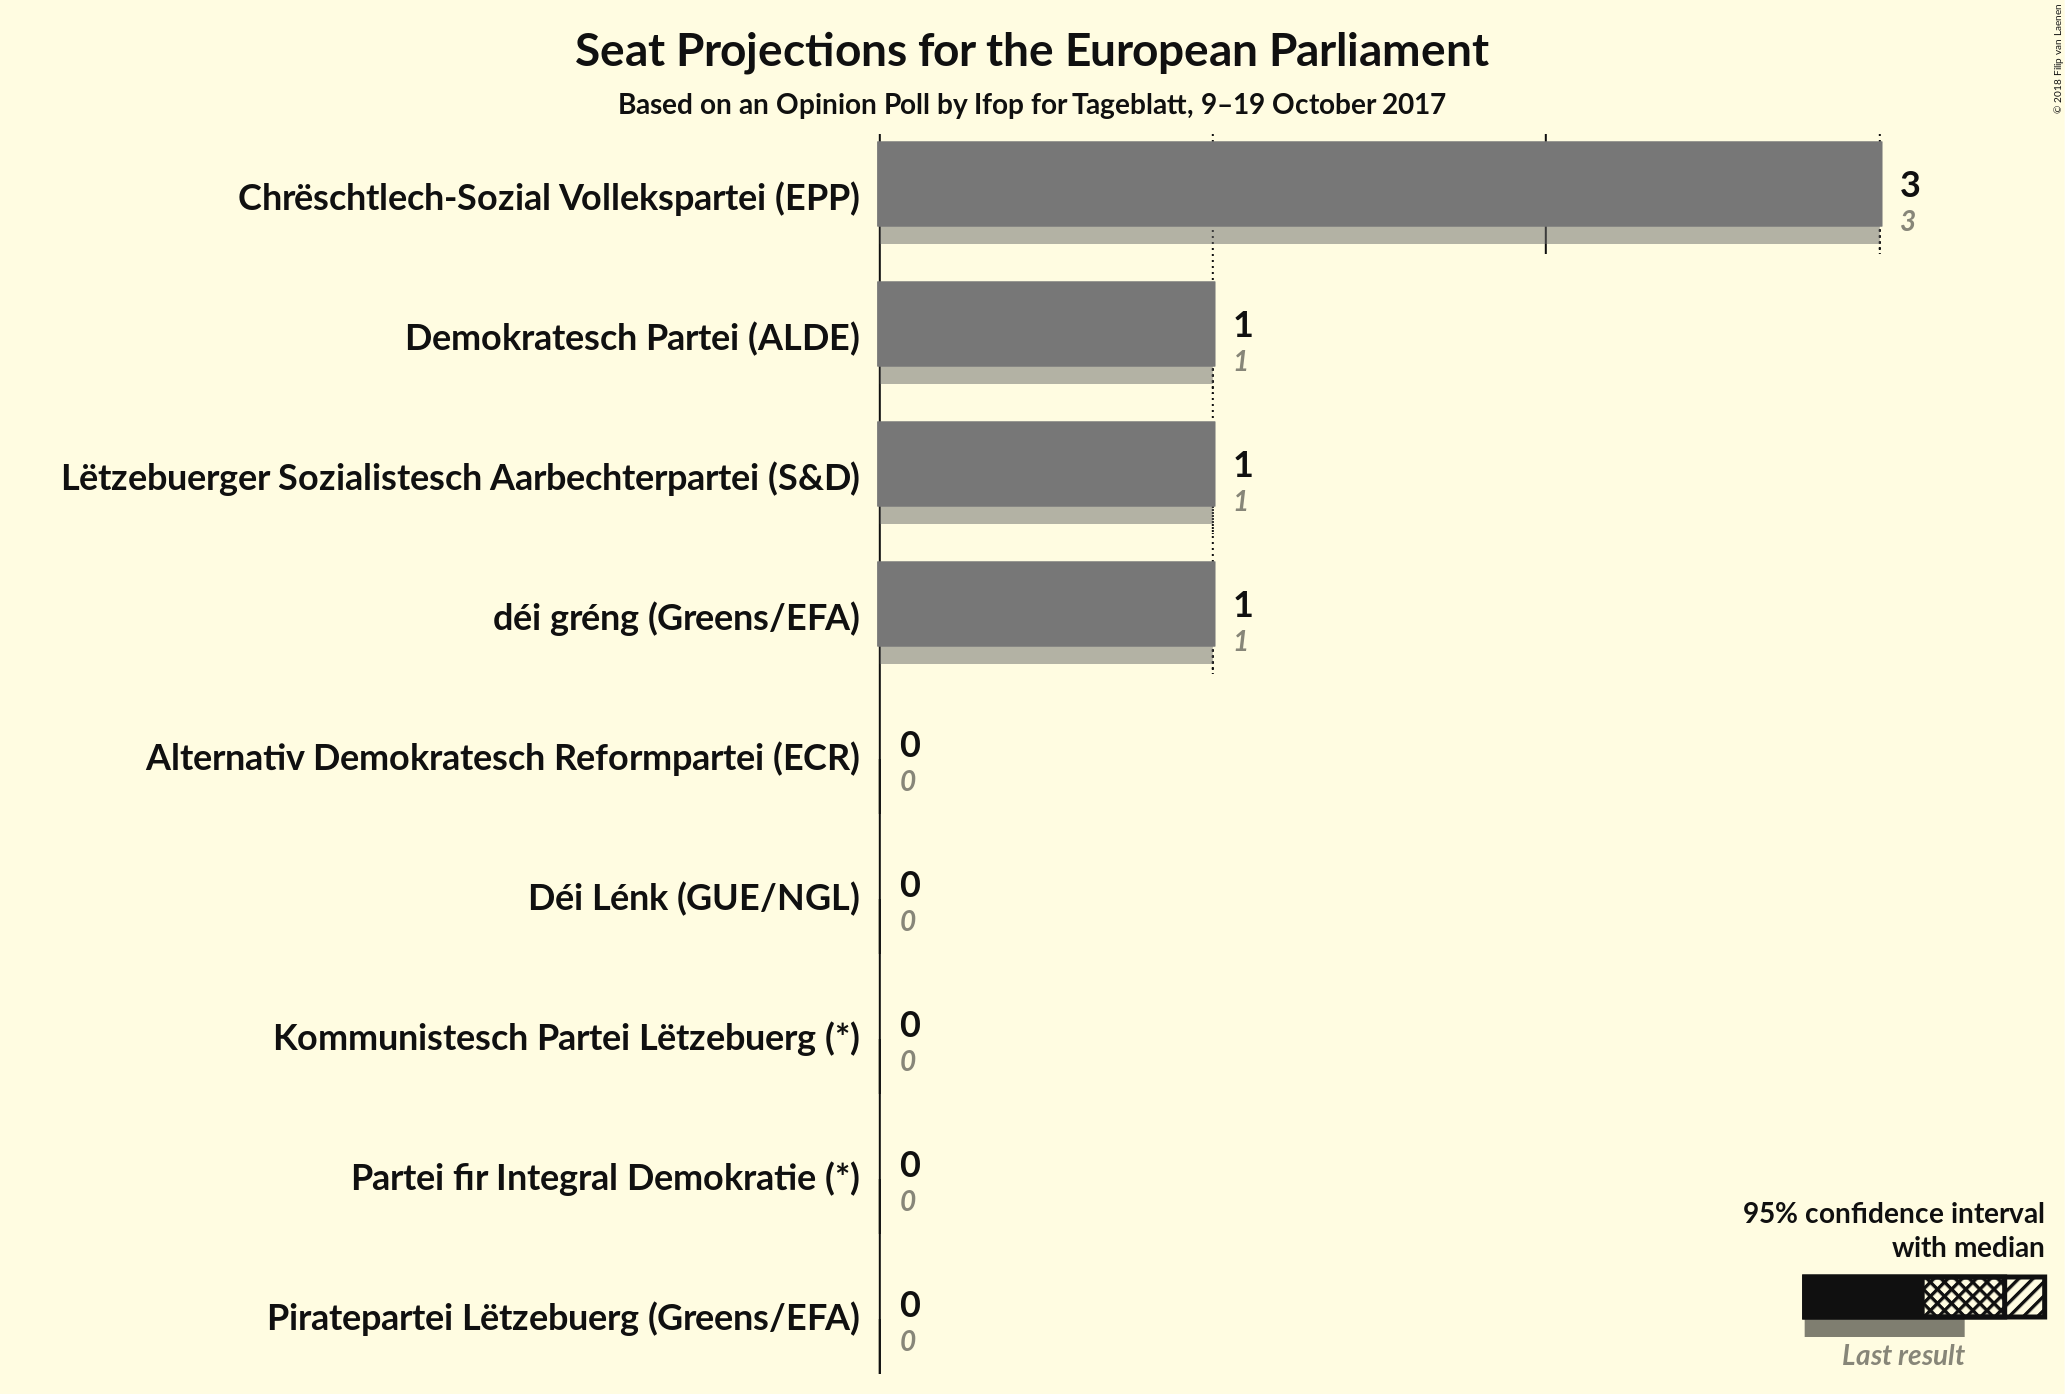 Seat Projections for the European Parliament
Based on an Opinion Poll by Ifop for Tageblatt, 9–19 October 2017
© 2018 Filip van Laenen
Chrëschtlech-Sozial Vollekspartei (EPP)
3
3
Demokratesch Partei (ALDE)
1
1
Lëtzebuerger Sozialistesch Aarbechterpartei (S&D)
1
1
déi gréng (Greens/EFA)
1
1
Alternativ Demokratesch Reformpartei (ECR)
0
0
Déi Lénk (GUE/NGL)
0
0
Kommunistesch Partei Lëtzebuerg (*)
0
0
Partei fir Integral Demokratie (*)
0
0
Piratepartei Lëtzebuerg (Greens/EFA)
0
0
95% confidence interval
with median
Last result